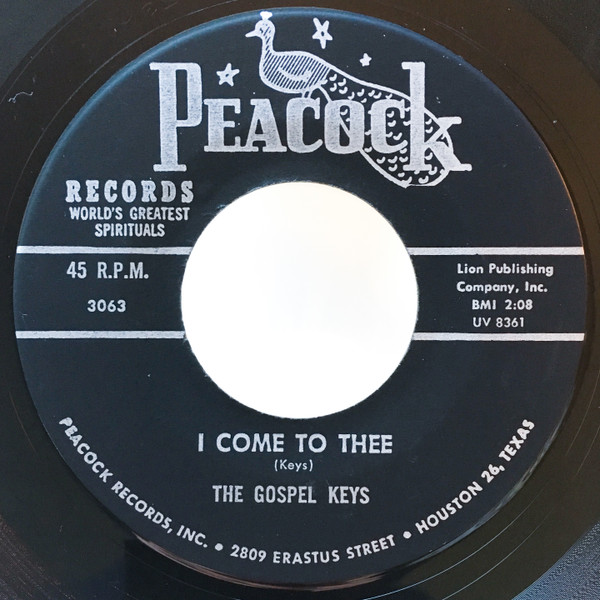 PEACOCK
RECORDS
WORLD'S GREATEST
SPIRITUALS
45 R.P.M.
3063
Lion Publishing
Company, Inc.
BMI 2:08
UV 8361
I COME TO THEE
(Keys)
THE GOSPEL KEYS
PEACOCK RECORDS, INC. • 2809 ERASTUS STREET • HOUSTON 26, TEXAS